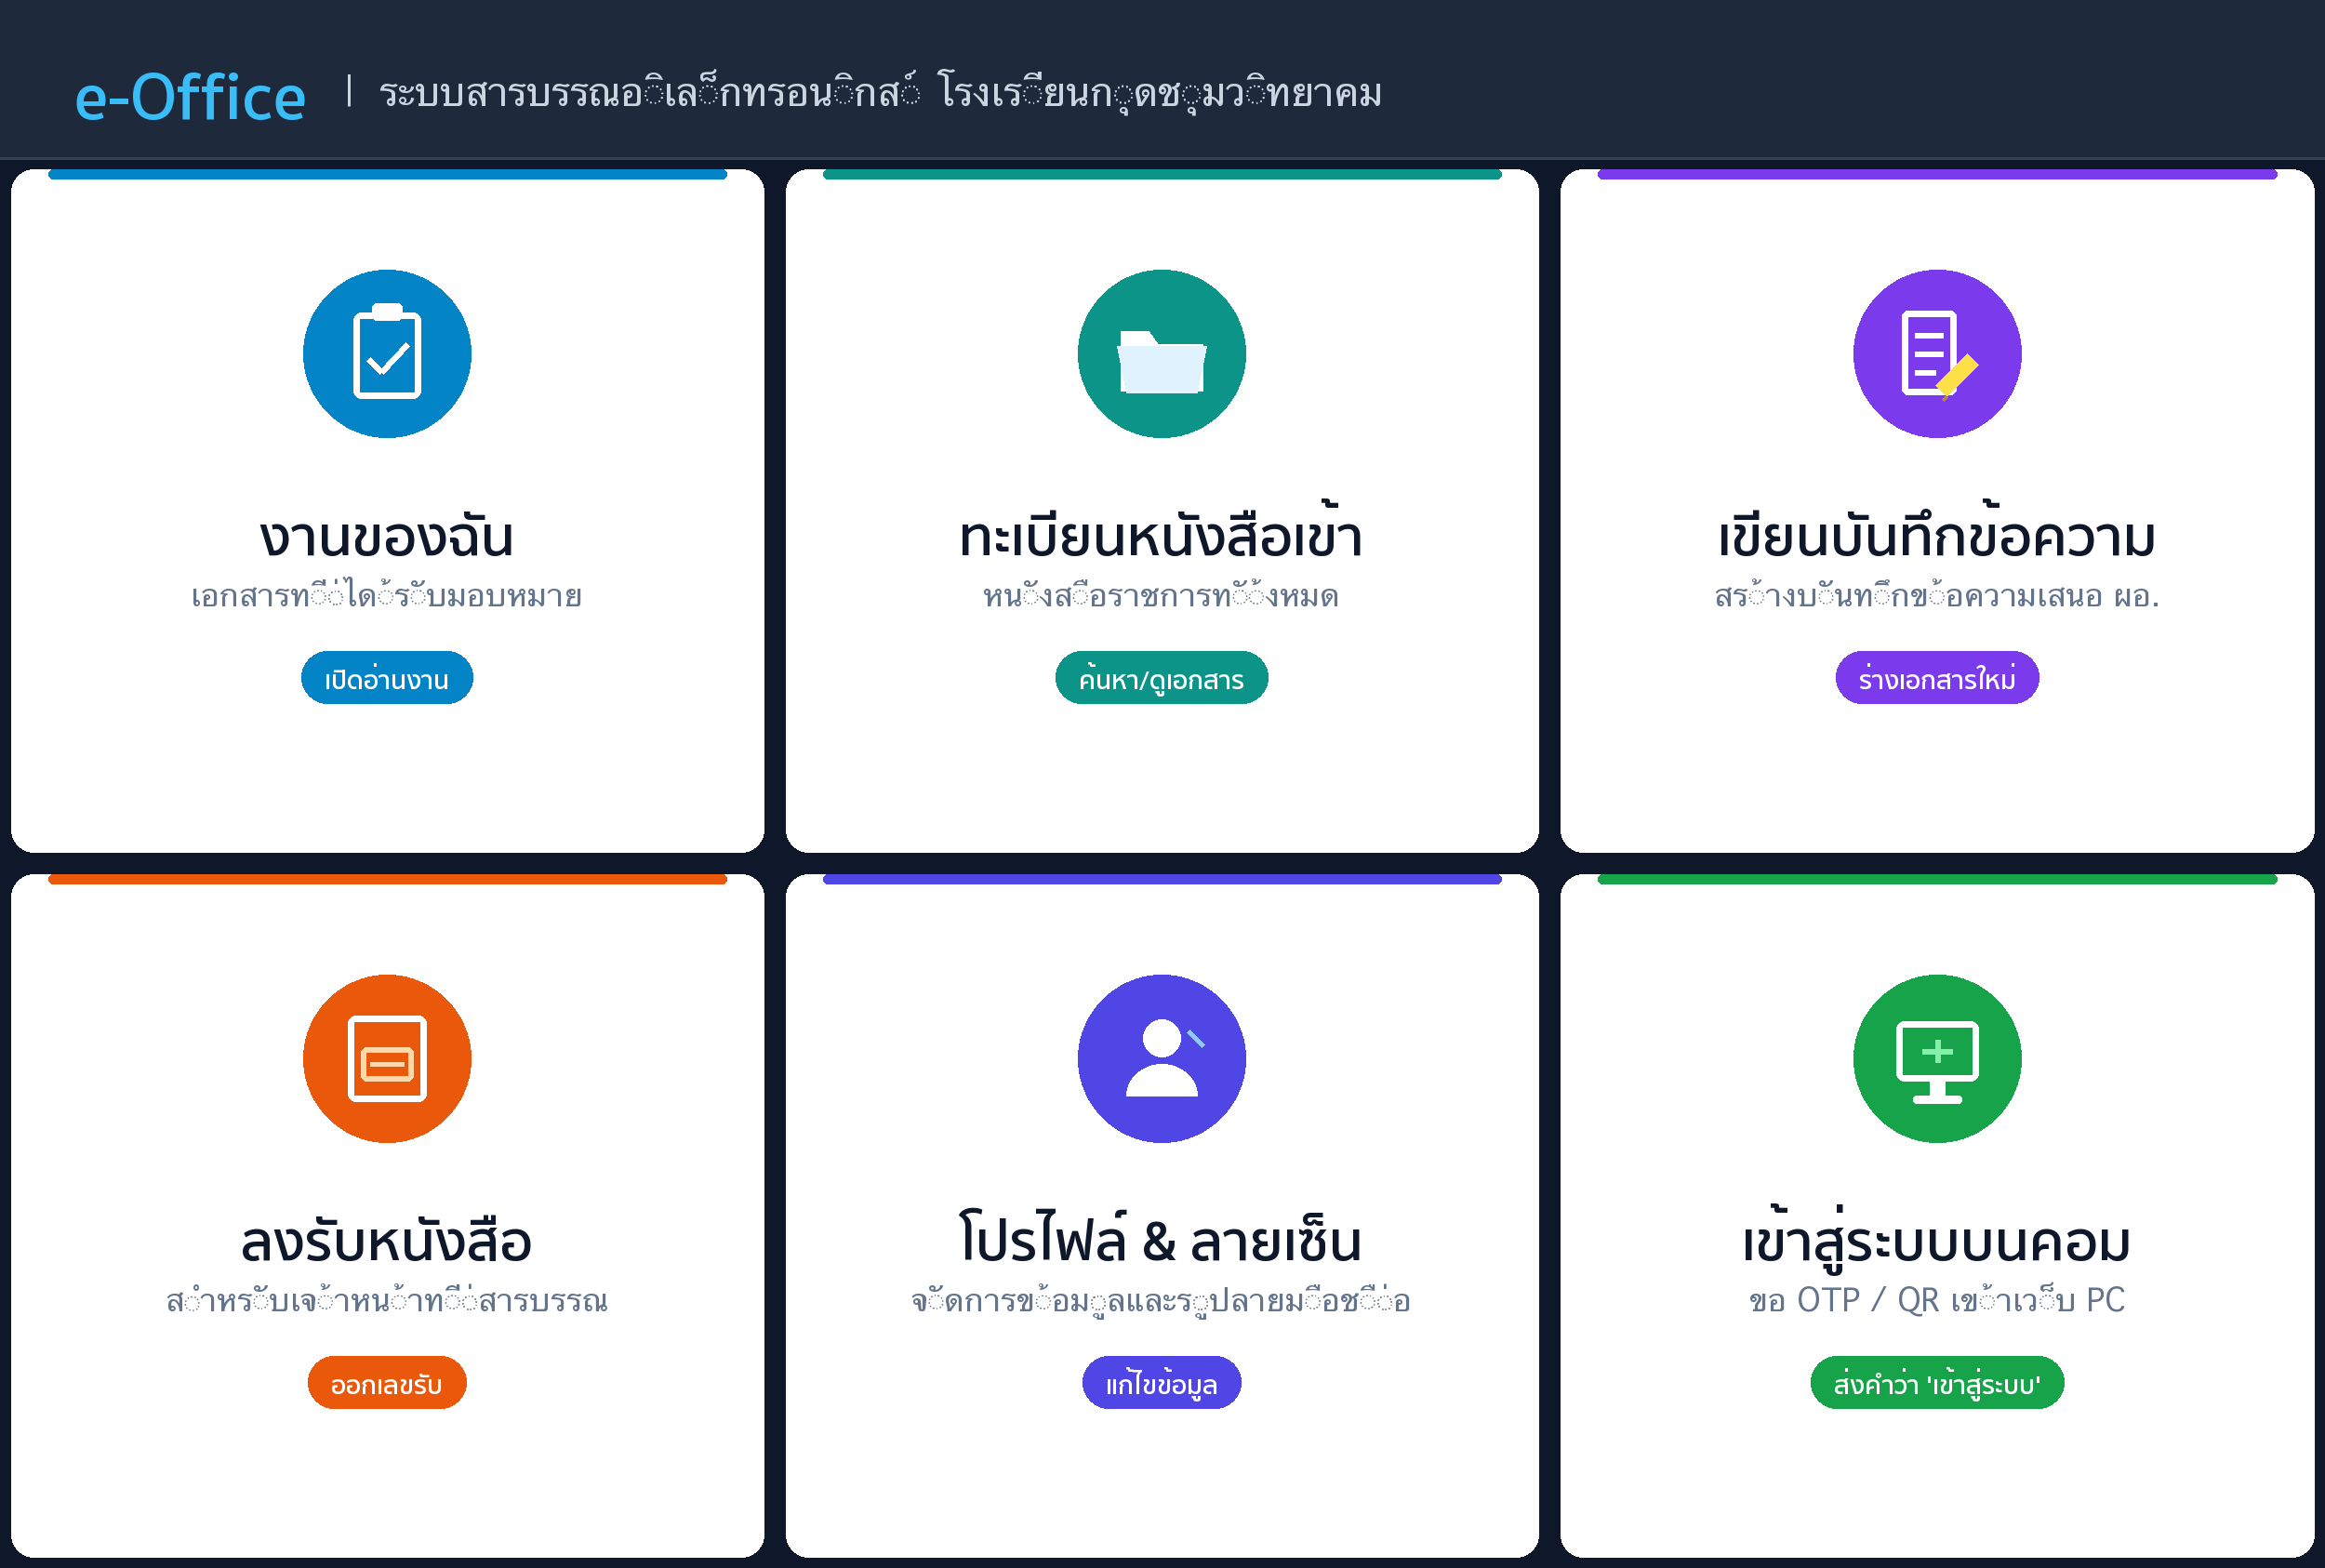 e-Office | ระบบสารบรรณอิเล็กทรอนิกส์ โรงเรียนกุดชุมวิทยาคม
งานของฉัน
เอกสารที่ได้รับมอบหมาย
เปิดอ่านงาน
ทะเบียนหนังสือเข้า
หนังสือราชการทั้งหมด
ค้นหา/ดูเอกสาร
เขียนบันทึกข้อความ
สร้างบันทึกข้อความเสนอ ผอ.
ร่างเอกสารใหม่
ลงรับหนังสือ
สำหรับเจ้าหน้าที่สารบรรณ
ออกเลขรับ
โปรไฟล์ & ลายเซ็น
จัดการข้อมูลและรูปลายมือชื่อ
แก้ไขข้อมูล
เข้าสู่ระบบบนคอม
ขอ OTP / QR เข้าเว็บ PC
ส่งคำว่า 'เข้าสู่ระบบ'